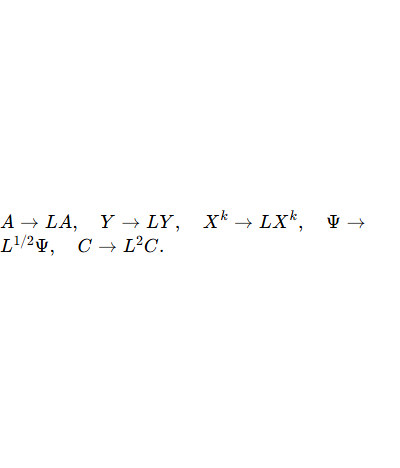 A → LA, Y → LY, X^k → LX^k, Ψ →
L^{1/2}Ψ, C → L^2C.